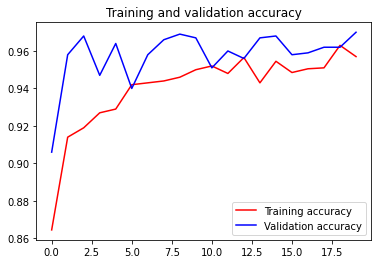 Training and validation accuracy
0.96
0.94
0.92
0.90
0.88
0.86
Training accuracy
Validation accuracy
0.0 2.5 5.0 7.5 10.0 12.5 15.0 17.5